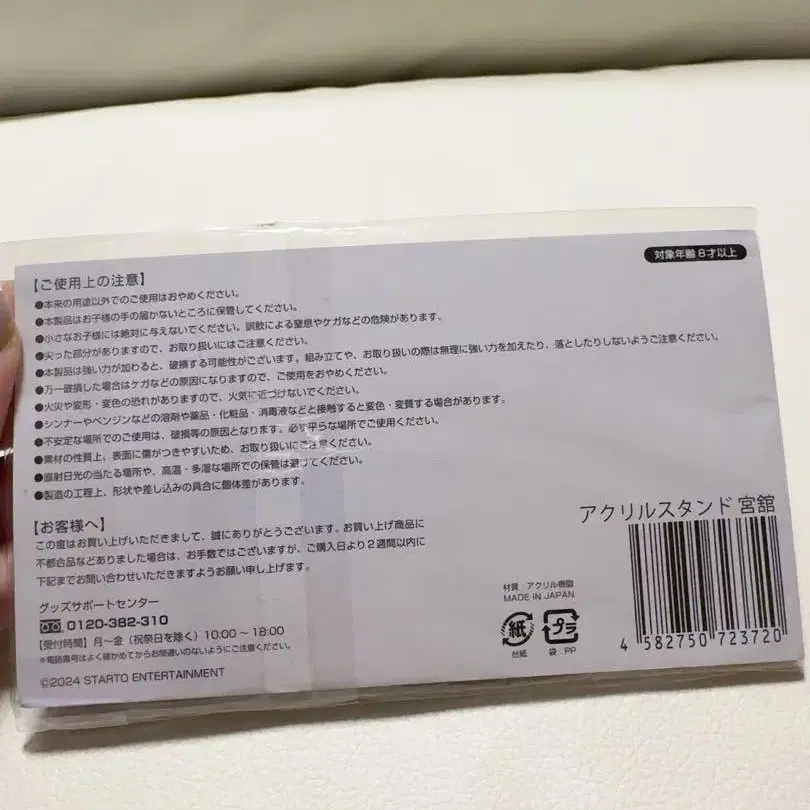 対象年齢8才以上
【ご使用上の注意】
●本来の用途以外でのご使用はおやめください。
●本製品はお子様の手の届かないところに保管してください。
●小さなお子様には絶対に与えないでください。誤飲による窒息やケガなどの危険があります。
●尖った部分がありますので、お取り扱いにはご注意ください。
●本製品は強い力が加わると、破損する可能性がございます。組み立てや、お取り扱いの際は無理に強い力を加えたり、落としたりしないようご注意ください。
●万一破損した場合はケガなどの原因になりますので、ご使用をおやめください。
●火災や変形・変色の恐れがありますので、火気に近づけないでください。
●シンナーやベンジンなどの溶剤や薬品・化粧品・消毒液などと接触すると変色・変質する場合があります。
●不安定な場所でのご使用は、破損等の原因となります。必ず平らな場所でご使用ください。
●素材の性質上、表面に傷がつきやすいため、お取り扱いにご注意ください。
●直射日光の当たる場所や、高温・多湿な場所での保管は避けてください。
●製造の工程上、形状や差し込みの具合に個体差があります。
【お客様へ】
この度はお買い上げいただきまして、誠にありがとうございます。お買い上げ商品に
不都合品などありました場合は、お手数ではございますが、ご購入日より2週間以内に
下記までお問い合わせいただきますようお願い申し上げます。
グッズサポートセンター
0120-382-310
【受付時間】月～金(祝祭日を除く)10:00～18:00
※電話番号はよく確かめてからお間違いのないようにご注意ください。
©2024 STARTO ENTERTAINMENT
アクリルスタンド 宮舘
材質:アクリル樹脂
MADE IN JAPAN
紙
台紙
プラ
袋:PP
4 582750 723720